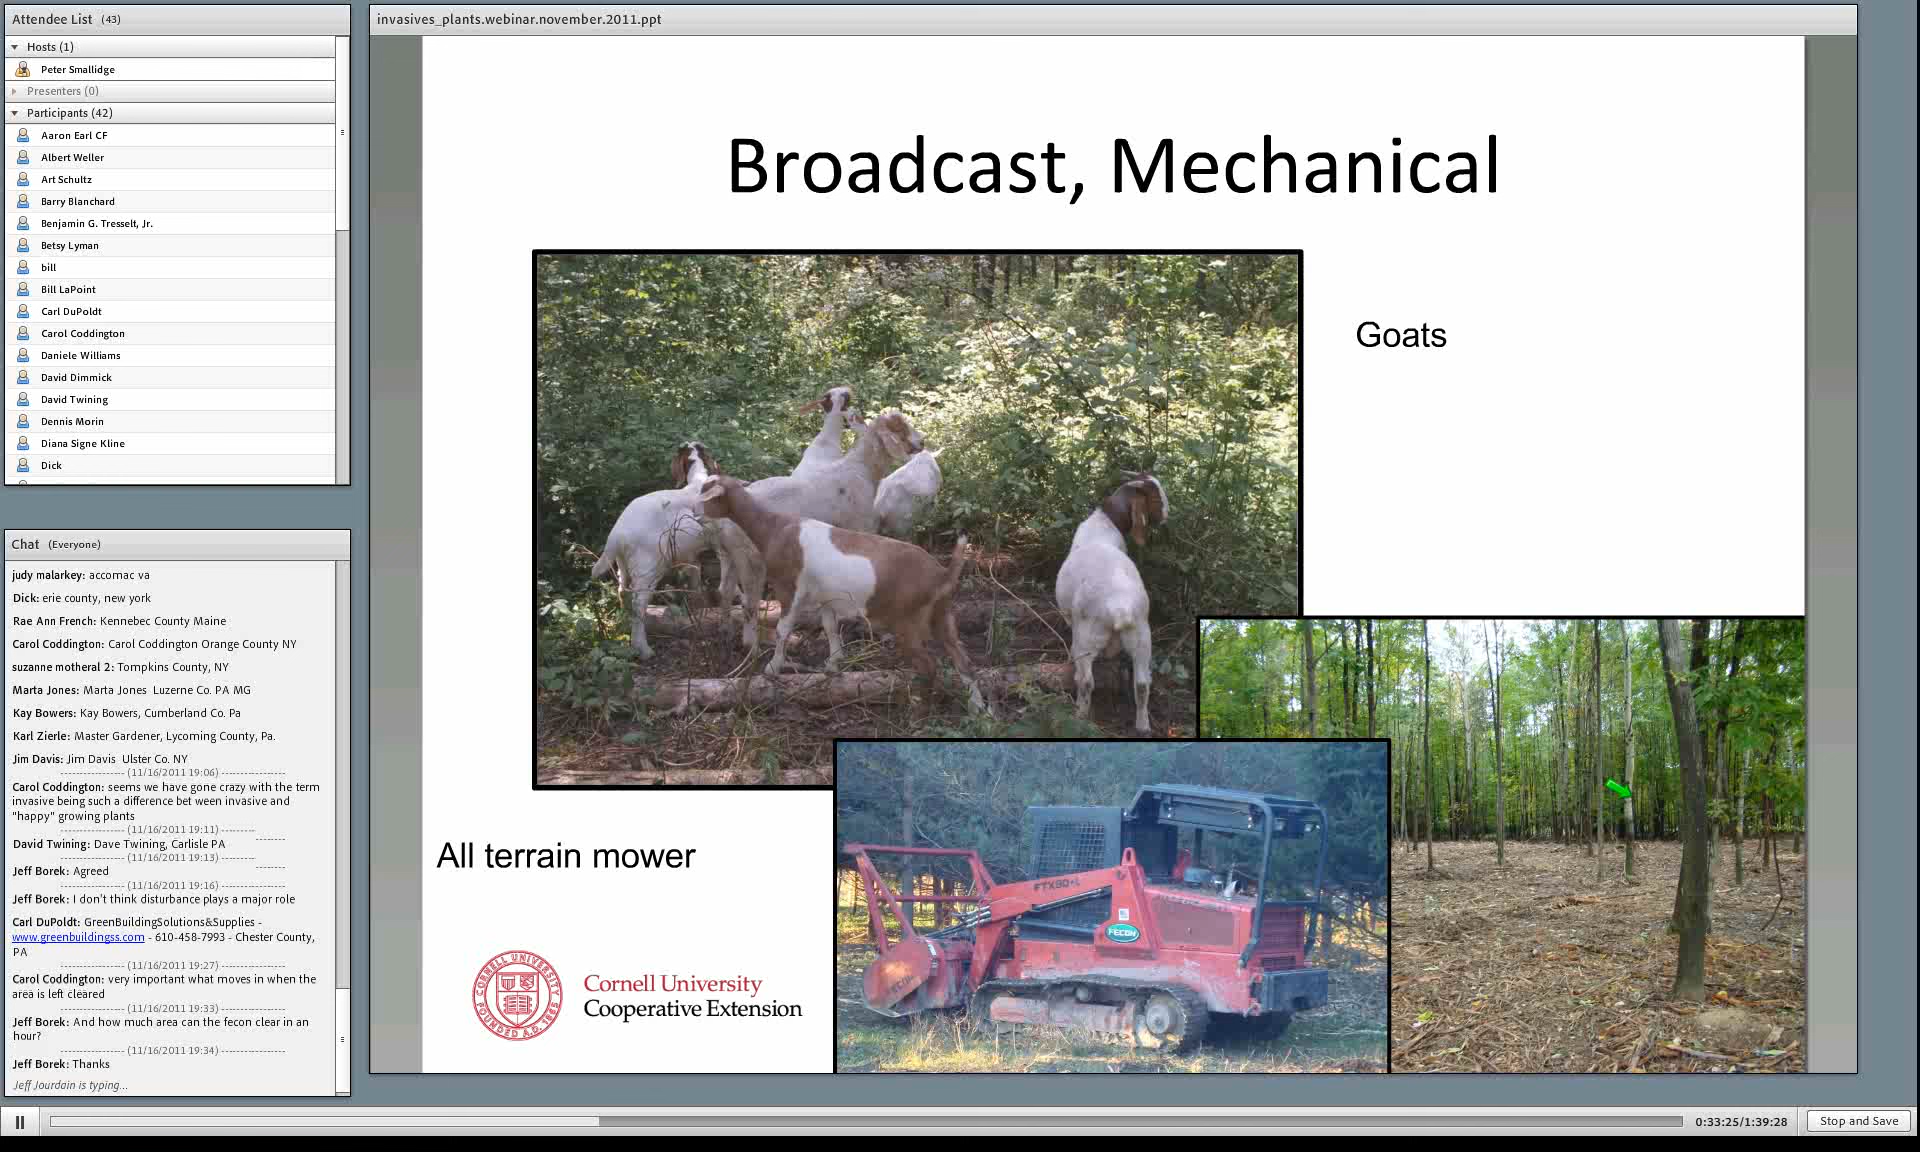 Attendee List (43)
Hosts (1)
Peter Smallidge
Presenters (0)
Participants (42)
Aaron Earl CF
Albert Weller
Art Schultz
Barry Blanchard
Benjamin G. Tresselt, Jr.
Betsy Lyman
bill
Bill LaPoint
Carl DuPoldt
Carol Coddington
Daniele Williams
David Dimmick
David Twining
Dennis Morin
Diana Signe Kline
Dick
Chat (Everyone)
judy malarkey: accomac va
Dick: erie county, new york
Rae Ann French: Kennebec County Maine
Carol Coddington: Carol Coddington Orange County NY
suzanne motheral 2: Tompkins County, NY
Marta Jones: Marta Jones Luzerne Co. PA MG
Kay Bowers: Kay Bowers, Cumberland Co. Pa
Karl Zierle: Master Gardener, Lycoming County, Pa.
Jim Davis: Jim Davis Ulster Co. NY
----------------- (11/16/2011 19:06) -----------------
Carol Coddington: seems we have gone crazy with the term
invasive being such a difference bet ween invasive and
"happy" growing plants
----------------- (11/16/2011 19:11) -----------------
David Twining: Dave Twining, Carlisle PA
----------------- (11/16/2011 19:13) -----------------
Jeff Borek: Agreed
----------------- (11/16/2011 19:16) -----------------
Jeff Borek: I don't think disturbance plays a major role
Carl DuPoldt: GreenBuildingSolutions&Supplies -
www.greenbuildingss.com - 610-458-7993 - Chester County,
PA
----------------- (11/16/2011 19:27) -----------------
Carol Coddington: very important what moves in when the
area is left cleared
----------------- (11/16/2011 19:33) -----------------
Jeff Borek: And how much area can the fecon clear in an
hour?
----------------- (11/16/2011 19:34) -----------------
Jeff Borek: Thanks
Jeff Jourdain is typing...
invasives_plants.webinar.november.2011.ppt
Broadcast, Mechanical
Goats
All terrain mower
FTX90-L
FECON
FECON
CORNELL UNIVERSITY
FOUNDED A.D. 1865
Cornell University
Cooperative Extension
0:33:25/1:39:28
Stop and Save